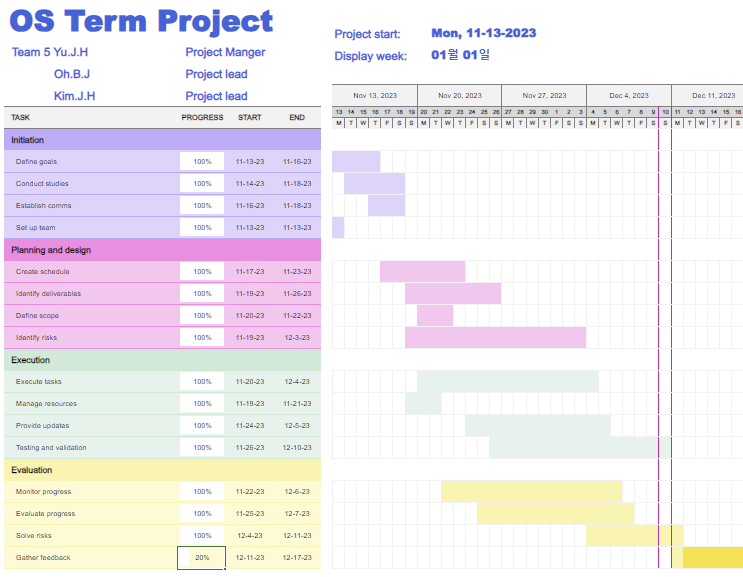 OS Term Project
Project start: Mon, 11-13-2023
Team 5 Yu.J.H Project Manger
Display week: 01월 01일
Oh.B.J Project lead
Kim.J.H Project lead
Nov 13, 2023 Nov 20, 2023 Nov 27, 2023 Dec 4, 2023 Dec 11, 2023
13 14 15 16 17 18 19 20 21 22 23 24 25 26 27 28 29 30 1 2 3 4 5 6 7 8 9 10 11 12 13 14 15 16
TASK PROGRESS START END M T W T F S S M T W T F S S M T W T F S S M T W T F S S M T W T F S
Initiation
Define goals 100% 11-13-23 11-16-23
Conduct studies 100% 11-14-23 11-18-23
Establish comms 100% 11-16-23 11-18-23
Set up team 100% 11-13-23 11-13-23
Planning and design
Create schedule 100% 11-17-23 11-23-23
Identify deliverables 100% 11-19-23 11-26-23
Define scope 100% 11-20-23 11-22-23
Identify risks 100% 11-19-23 12-3-23
Execution
Execute tasks 100% 11-20-23 12-4-23
Manage resources 100% 11-19-23 11-21-23
Provide updates 100% 11-24-23 12-5-23
Testing and validation 100% 11-26-23 12-10-23
Evaluation
Monitor progress 100% 11-22-23 12-6-23
Evaluate progress 100% 11-25-23 12-7-23
Solve risks 100% 12-4-23 12-11-23
Gather feedback 20% 12-11-23 12-17-23